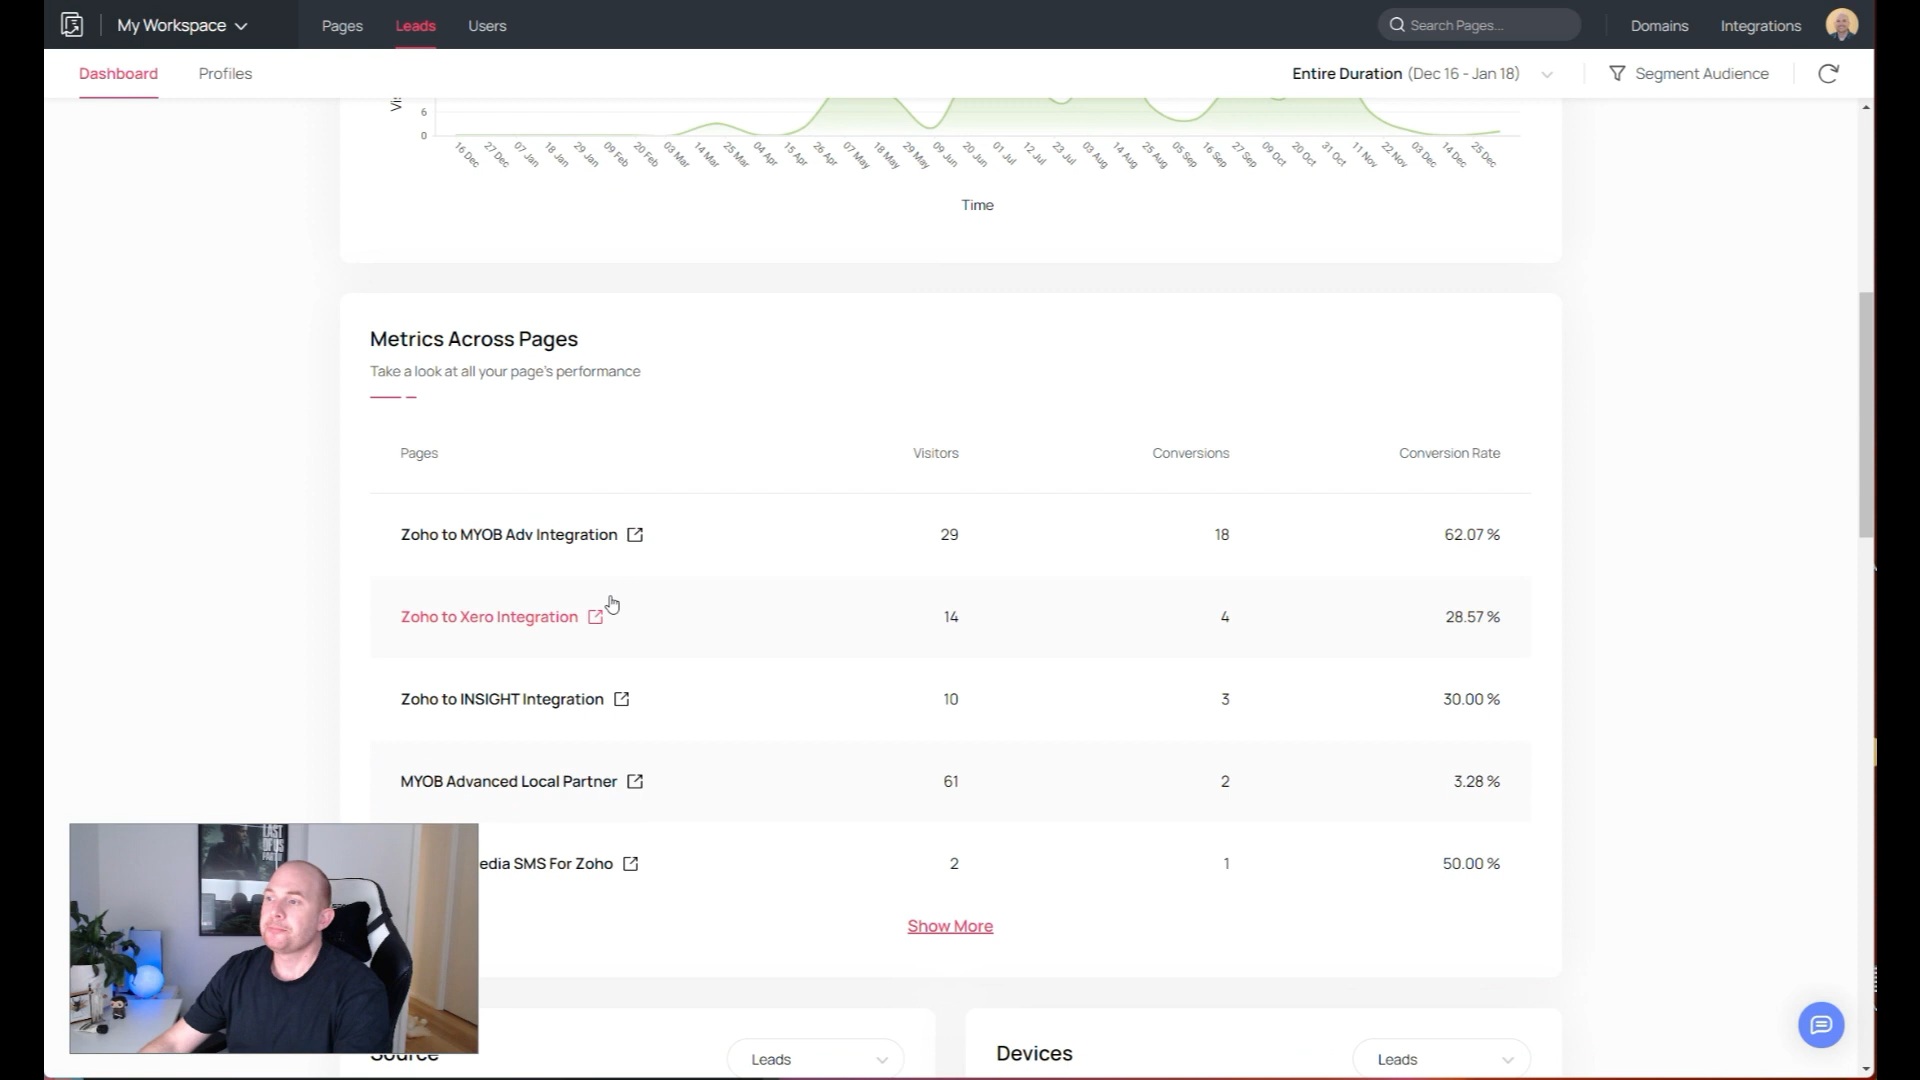 My Workspace
Pages
Leads
Users
Search Pages...
Domains
Integrations
Dashboard
Profiles
Entire Duration (Dec 16 - Jan 18)
Segment Audience
6
0
16 Dec
27 Dec
07 Jan
18 Jan
29 Jan
09 Feb
20 Feb
03 Mar
14 Mar
25 Mar
04 Apr
15 Apr
26 Apr
07 May
18 May
29 May
09 Jun
20 Jun
01 Jul
12 Jul
23 Jul
03 Aug
14 Aug
25 Aug
05 Sep
16 Sep
27 Sep
09 Oct
20 Oct
31 Oct
11 Nov
22 Nov
03 Dec
14 Dec
25 Dec
Time
Metrics Across Pages
Take a look at all your page's performance
Pages Visitors Conversions Conversion Rate
Zoho to MYOB Adv Integration 29 18 62.07 %
Zoho to Xero Integration 14 4 28.57 %
Zoho to INSIGHT Integration 10 3 30.00 %
MYOB Advanced Local Partner 61 2 3.28 %
edia SMS For Zoho 2 1 50.00 %
Show More
LAST
OF US
PART II
Source
Leads
Devices
Leads